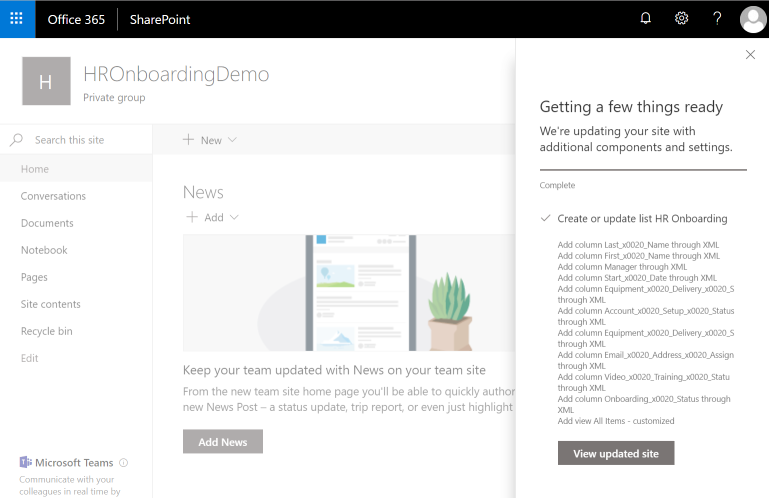 Office 365
SharePoint
?
H
HROnboardingDemo
Private group
Search this site
Home
Conversations
Documents
Notebook
Pages
Site contents
Recycle bin
Edit
Microsoft Teams
Communicate with your
colleagues in real time by
New
News
Add
Keep your team updated with News on your team site
From the new team site home page you'll be able to quickly author
new News Post – a status update, trip report, or even just highlight
Add News
Getting a few things ready
We're updating your site with
additional components and settings.
Complete
Create or update list HR Onboarding
Add column Last_x0020_Name through XML
Add column First_x0020_Name through XML
Add column Manager through XML
Add column Start_x0020_Date through XML
Add column Equipment_x0020_Delivery_x0020_S
through XML
Add column Account_x0020_Setup_x0020_Status
through XML
Add column Equipment_x0020_Delivery_x0020_S
through XML
Add column Email_x0020_Address_x0020_Assign
through XML
Add column Video_x0020_Training_x0020_Statu
through XML
Add column Onboarding_x0020_Status through
XML
Add view All Items - customized
View updated site